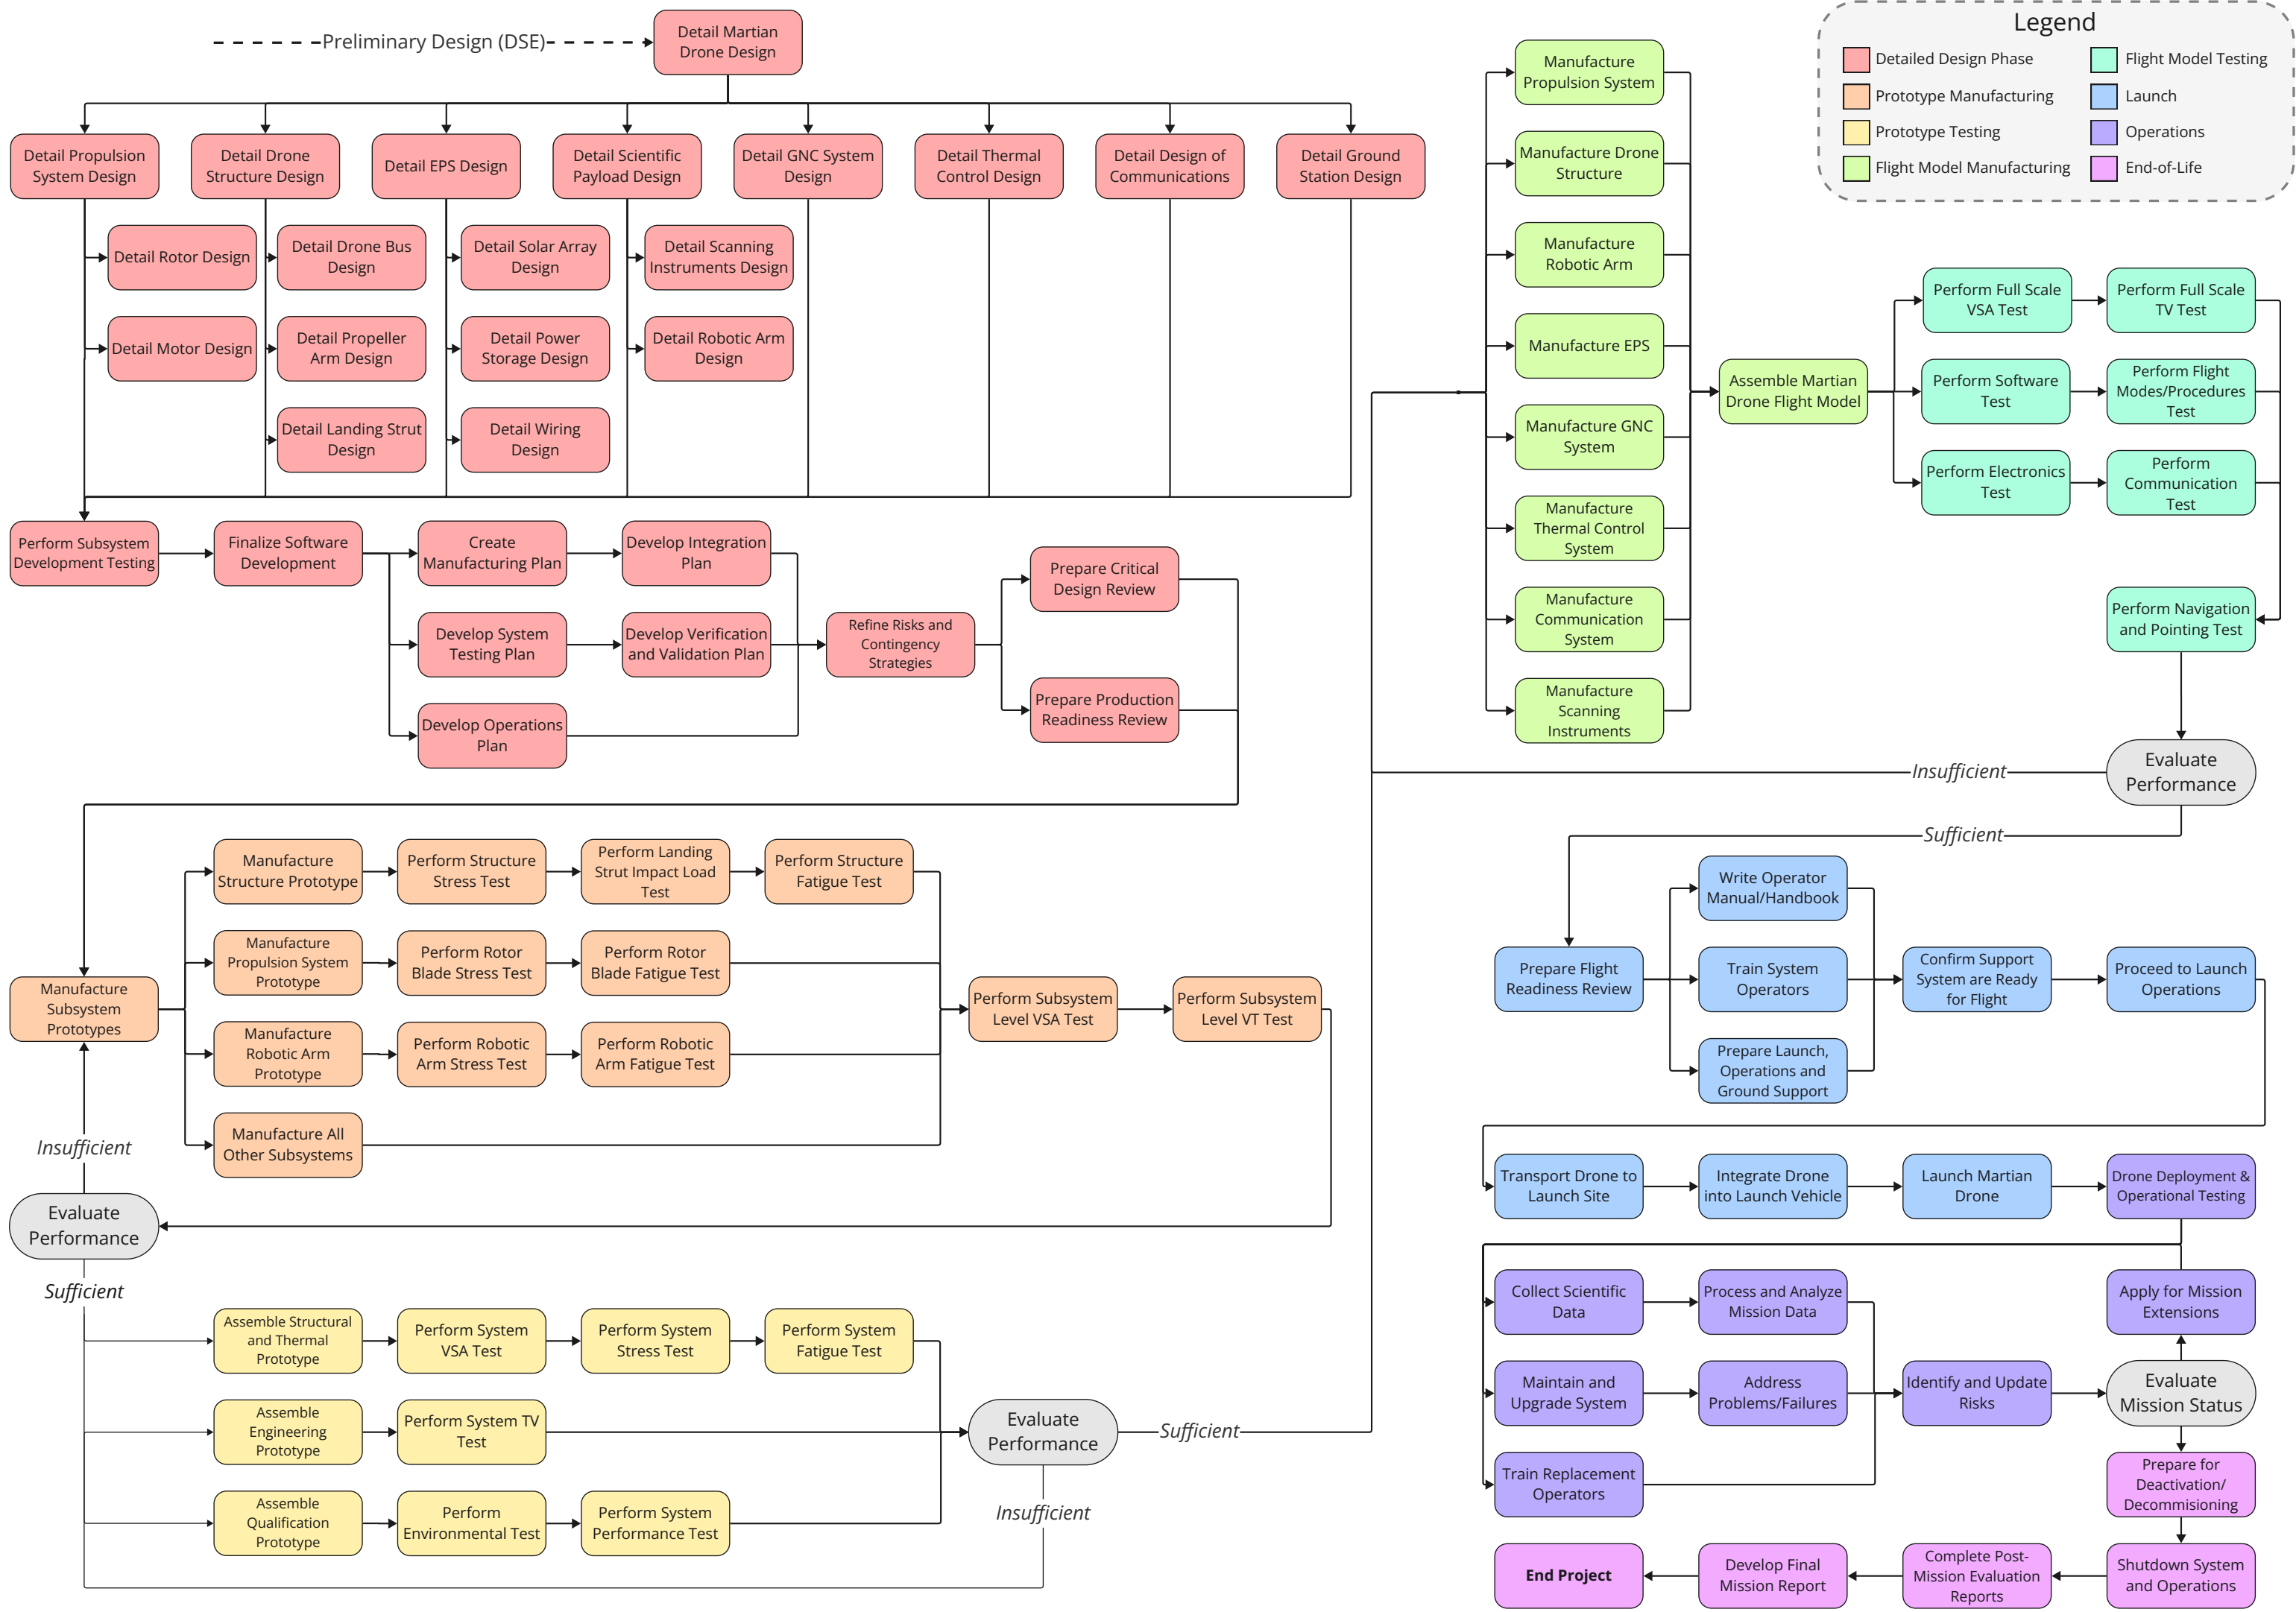 Preliminary Design (DSE)
Detail Martian
Drone Design
Detail Propulsion
System Design
Detail Drone
Structure Design
Detail EPS Design
Detail Scientific
Payload Design
Detail GNC System
Design
Detail Thermal
Control Design
Detail Design of
Communications
Detail Ground
Station Design
Detail Rotor Design
Detail Drone Bus
Design
Detail Solar Array
Design
Detail Scanning
Instruments Design
Detail Motor Design
Detail Propeller
Arm Design
Detail Power
Storage Design
Detail Robotic Arm
Design
Detail Landing Strut
Design
Detail Wiring
Design
Perform Subsystem
Development Testing
Finalize Software
Development
Create
Manufacturing Plan
Develop Integration
Plan
Develop System
Testing Plan
Develop Verification
and Validation Plan
Develop Operations
Plan
Refine Risks and
Contingency
Strategies
Prepare Critical
Design Review
Prepare Production
Readiness Review
Manufacture
Subsystem
Prototypes
Manufacture
Structure Prototype
Perform Structure
Stress Test
Perform Landing
Strut Impact Load
Test
Perform Structure
Fatigue Test
Manufacture
Propulsion System
Prototype
Perform Rotor
Blade Stress Test
Perform Rotor
Blade Fatigue Test
Manufacture
Robotic Arm
Prototype
Perform Robotic
Arm Stress Test
Perform Robotic
Arm Fatigue Test
Manufacture All
Other Subsystems
Perform Subsystem
Level VSA Test
Perform Subsystem
Level VT Test
Insufficient
Evaluate
Performance
Sufficient
Assemble Structural
and Thermal
Prototype
Perform System
VSA Test
Perform System
Stress Test
Perform System
Fatigue Test
Assemble
Engineering
Prototype
Perform System TV
Test
Assemble
Qualification
Prototype
Perform
Environmental Test
Perform System
Performance Test
Evaluate
Performance
Sufficient
Insufficient
Manufacture
Propulsion System
Manufacture Drone
Structure
Manufacture
Robotic Arm
Manufacture EPS
Manufacture GNC
System
Manufacture
Thermal Control
System
Manufacture
Communication
System
Manufacture
Scanning
Instruments
Assemble Martian
Drone Flight Model
Legend
Detailed Design Phase
Prototype Manufacturing
Prototype Testing
Flight Model Manufacturing
Flight Model Testing
Launch
Operations
End-of-Life
Perform Full Scale
VSA Test
Perform Full Scale
TV Test
Perform Software
Test
Perform Flight
Modes/Procedures
Test
Perform Electronics
Test
Perform
Communication
Test
Perform Navigation
and Pointing Test
Evaluate
Performance
Insufficient
Sufficient
Prepare Flight
Readiness Review
Write Operator
Manual/Handbook
Train System
Operators
Prepare Launch,
Operations and
Ground Support
Confirm Support
System are Ready
for Flight
Proceed to Launch
Operations
Transport Drone to
Launch Site
Integrate Drone
into Launch Vehicle
Launch Martian
Drone
Drone Deployment &
Operational Testing
Collect Scientific
Data
Process and Analyze
Mission Data
Apply for Mission
Extensions
Maintain and
Upgrade System
Address
Problems/Failures
Identify and Update
Risks
Evaluate
Mission Status
Train Replacement
Operators
Prepare for
Deactivation/
Decommisioning
End Project
Develop Final
Mission Report
Complete Post-
Mission Evaluation
Reports
Shutdown System
and Operations